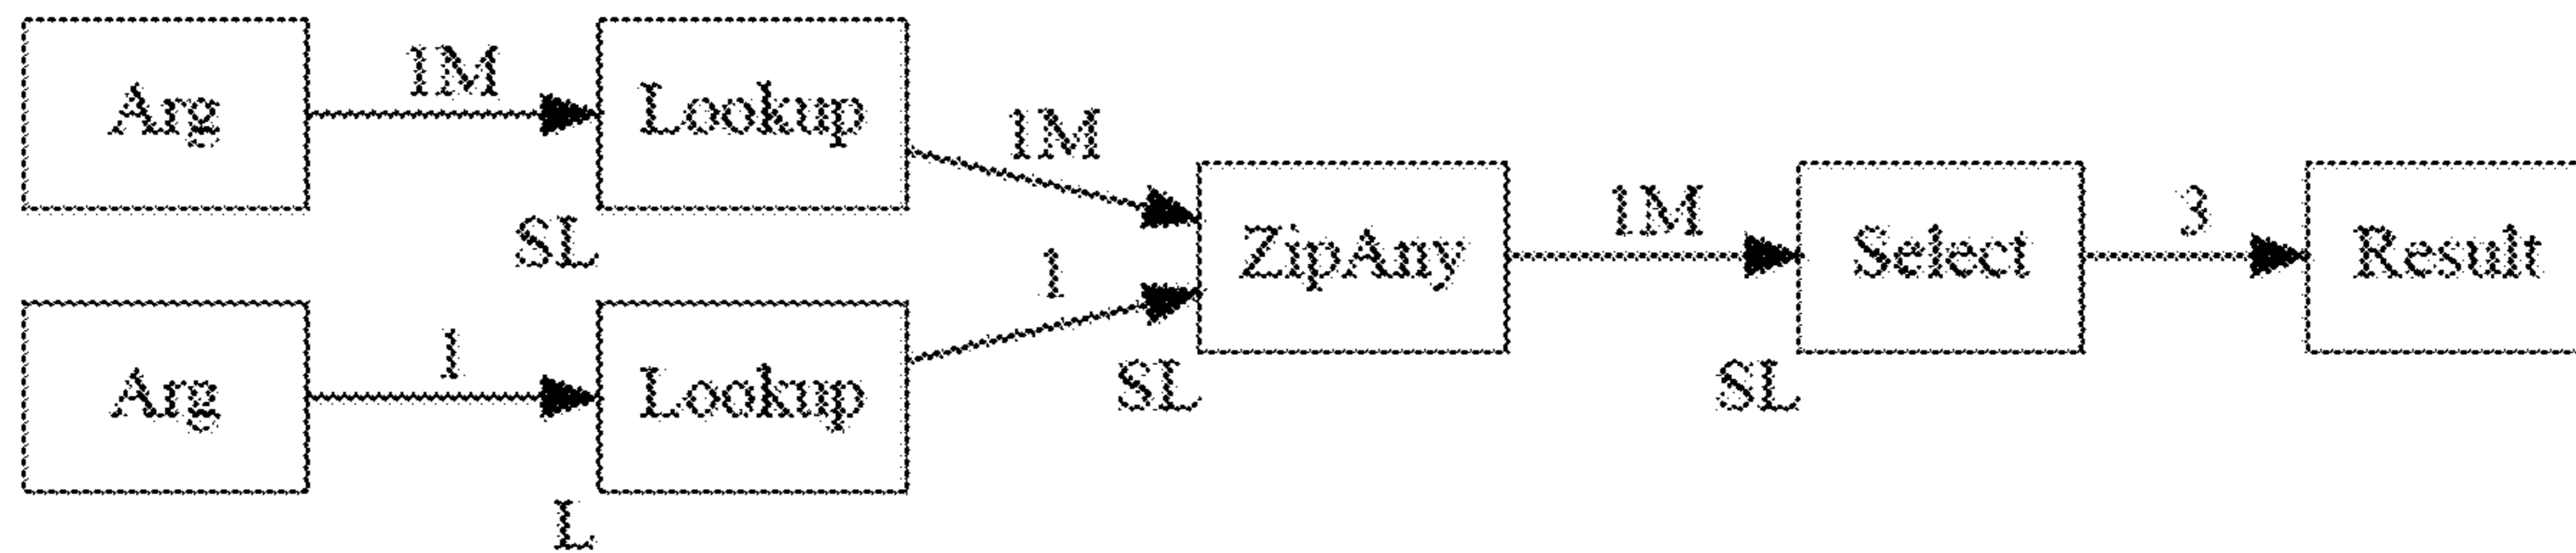 Arg
1M
Lookup
SL
1M
Arg
1
Lookup
L
1
ZipAny
SL
1M
Select
SL
3
Result